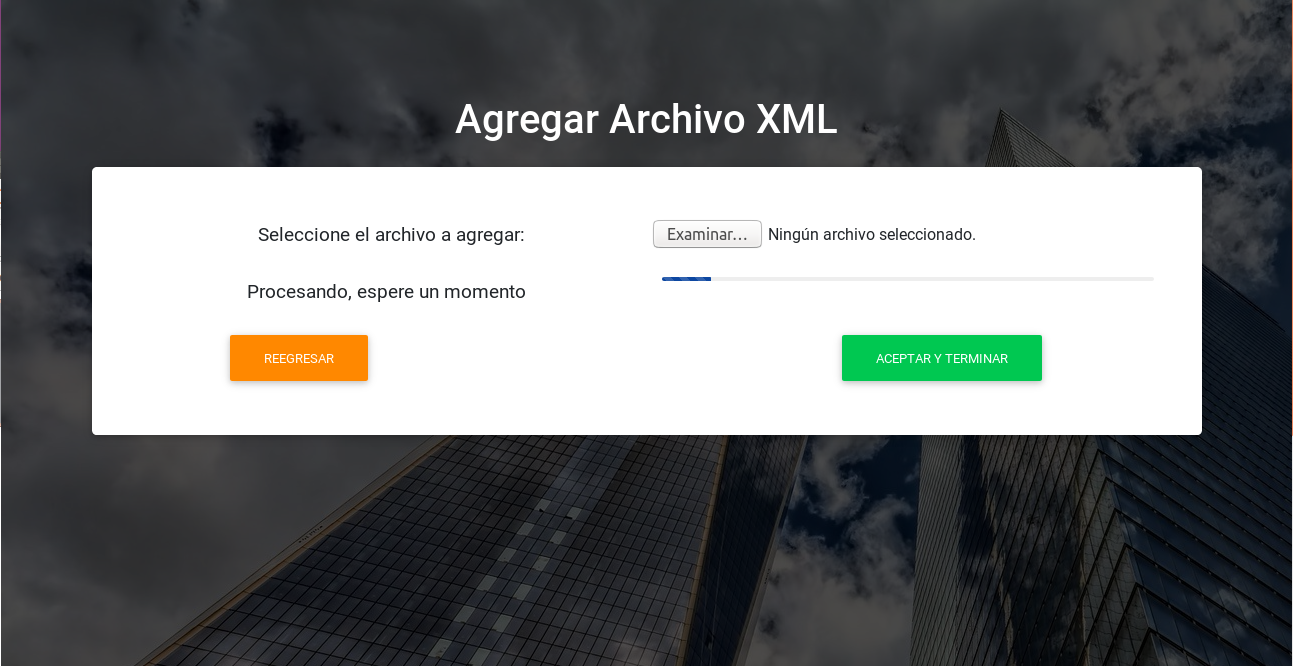 Agregar Archivo XML
Seleccione el archivo a agregar:
Examinar... Ningún archivo seleccionado.
Procesando, espere un momento
REEGRESAR
ACEPTAR Y TERMINAR